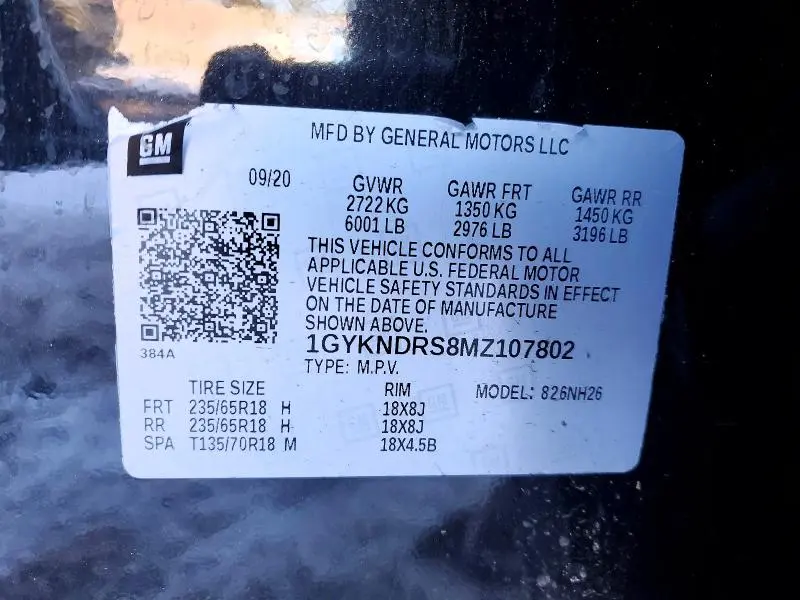 GM
MFD BY GENERAL MOTORS LLC
09/20
GVWR GAWR FRT GAWR RR
2722 KG 1350 KG 1450 KG
6001 LB 2976 LB 3196 LB
THIS VEHICLE CONFORMS TO ALL
APPLICABLE U.S. FEDERAL MOTOR
VEHICLE SAFETY STANDARDS IN EFFECT
ON THE DATE OF MANUFACTURE
SHOWN ABOVE.
384A
1GYKNDRS8MZ107802
TYPE: M.P.V.
TIRE SIZE RIM MODEL: 826NH26
FRT 235/65R18 H 18X8J
RR 235/65R18 H 18X8J
SPA T135/70R18 M 18X4.5B